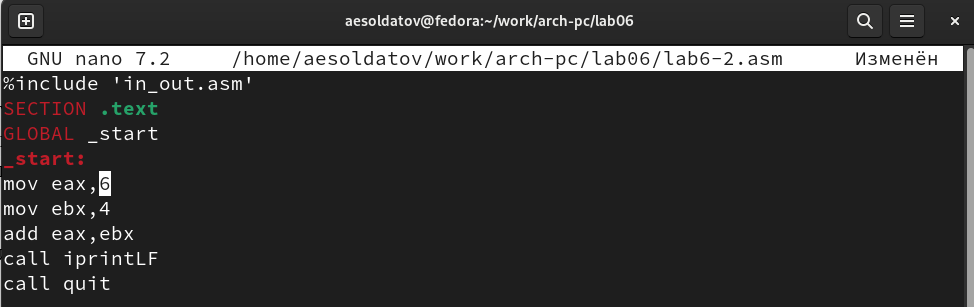 aesoldatov@fedora:~/work/arch-pc/lab06
GNU nano 7.2 /home/aesoldatov/work/arch-pc/lab06/lab6-2.asm Изменён
%include 'in_out.asm'
SECTION .text
GLOBAL _start
_start:
mov eax,6
mov ebx,4
add eax,ebx
call iprintLF
call quit